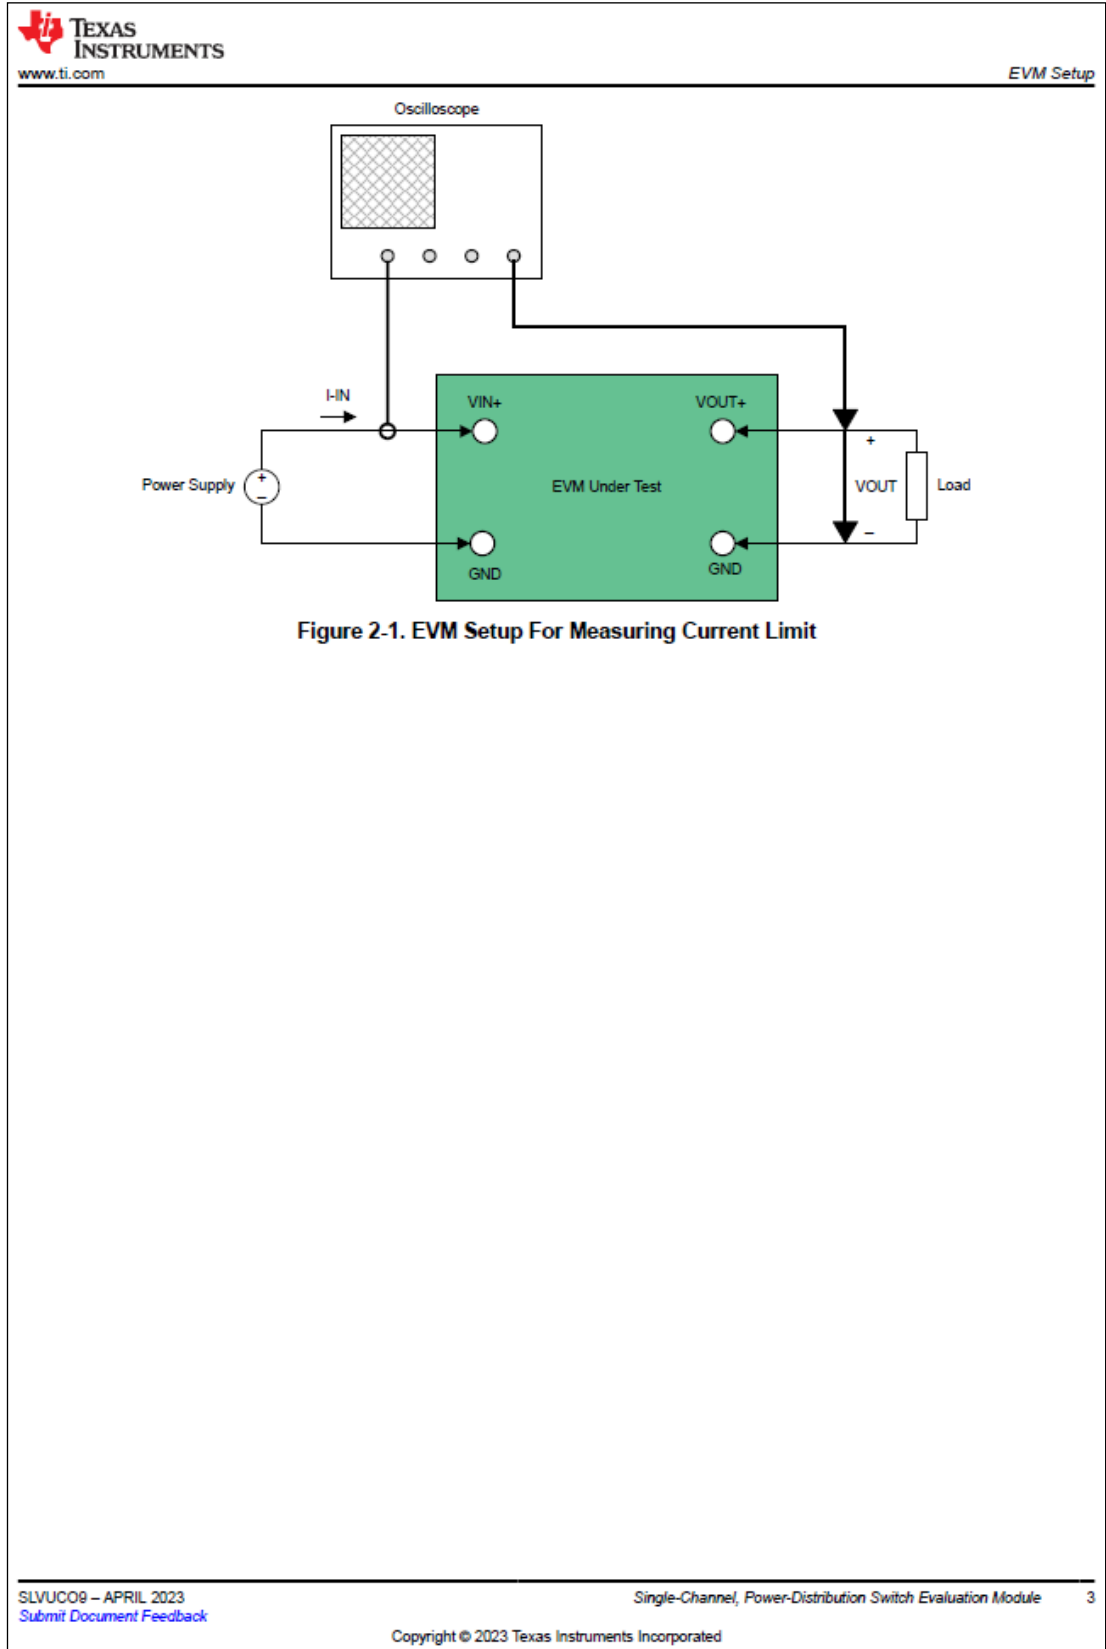 TEXAS
INSTRUMENTS
www.ti.com
EVM Setup
Oscilloscope
I-IN
VIN+
VOUT+
+
Power Supply
+
–
EVM Under Test
VOUT
Load
–
GND
GND
Figure 2-1. EVM Setup For Measuring Current Limit
SLVUCO9 – APRIL 2023
Submit Document Feedback
Single-Channel, Power-Distribution Switch Evaluation Module
3
Copyright © 2023 Texas Instruments Incorporated